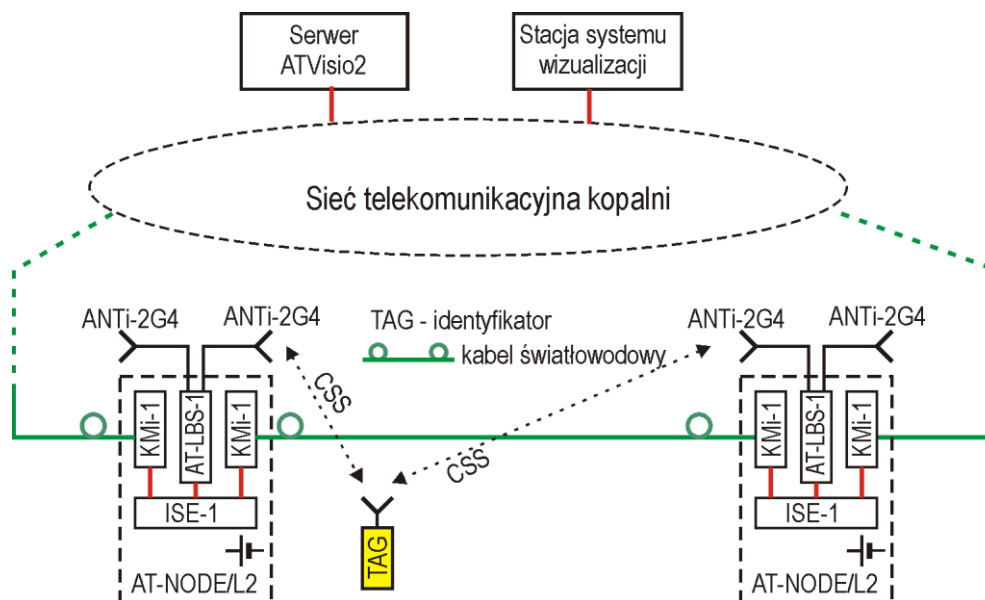 Serwer
ATVisio2
Stacja systemu
wizualizacji
Sieć telekomunikacyjna kopalni
ANTi-2G4
ANTi-2G4
TAG - identyfikator
kabel światłowodowy
ANTi-2G4
ANTi-2G4
CSS
CSS
KMi-1
AT-LBS-1
KMi-1
ISE-1
AT-NODE/L2
TAG
KMi-1
AT-LBS-1
KMi-1
ISE-1
AT-NODE/L2